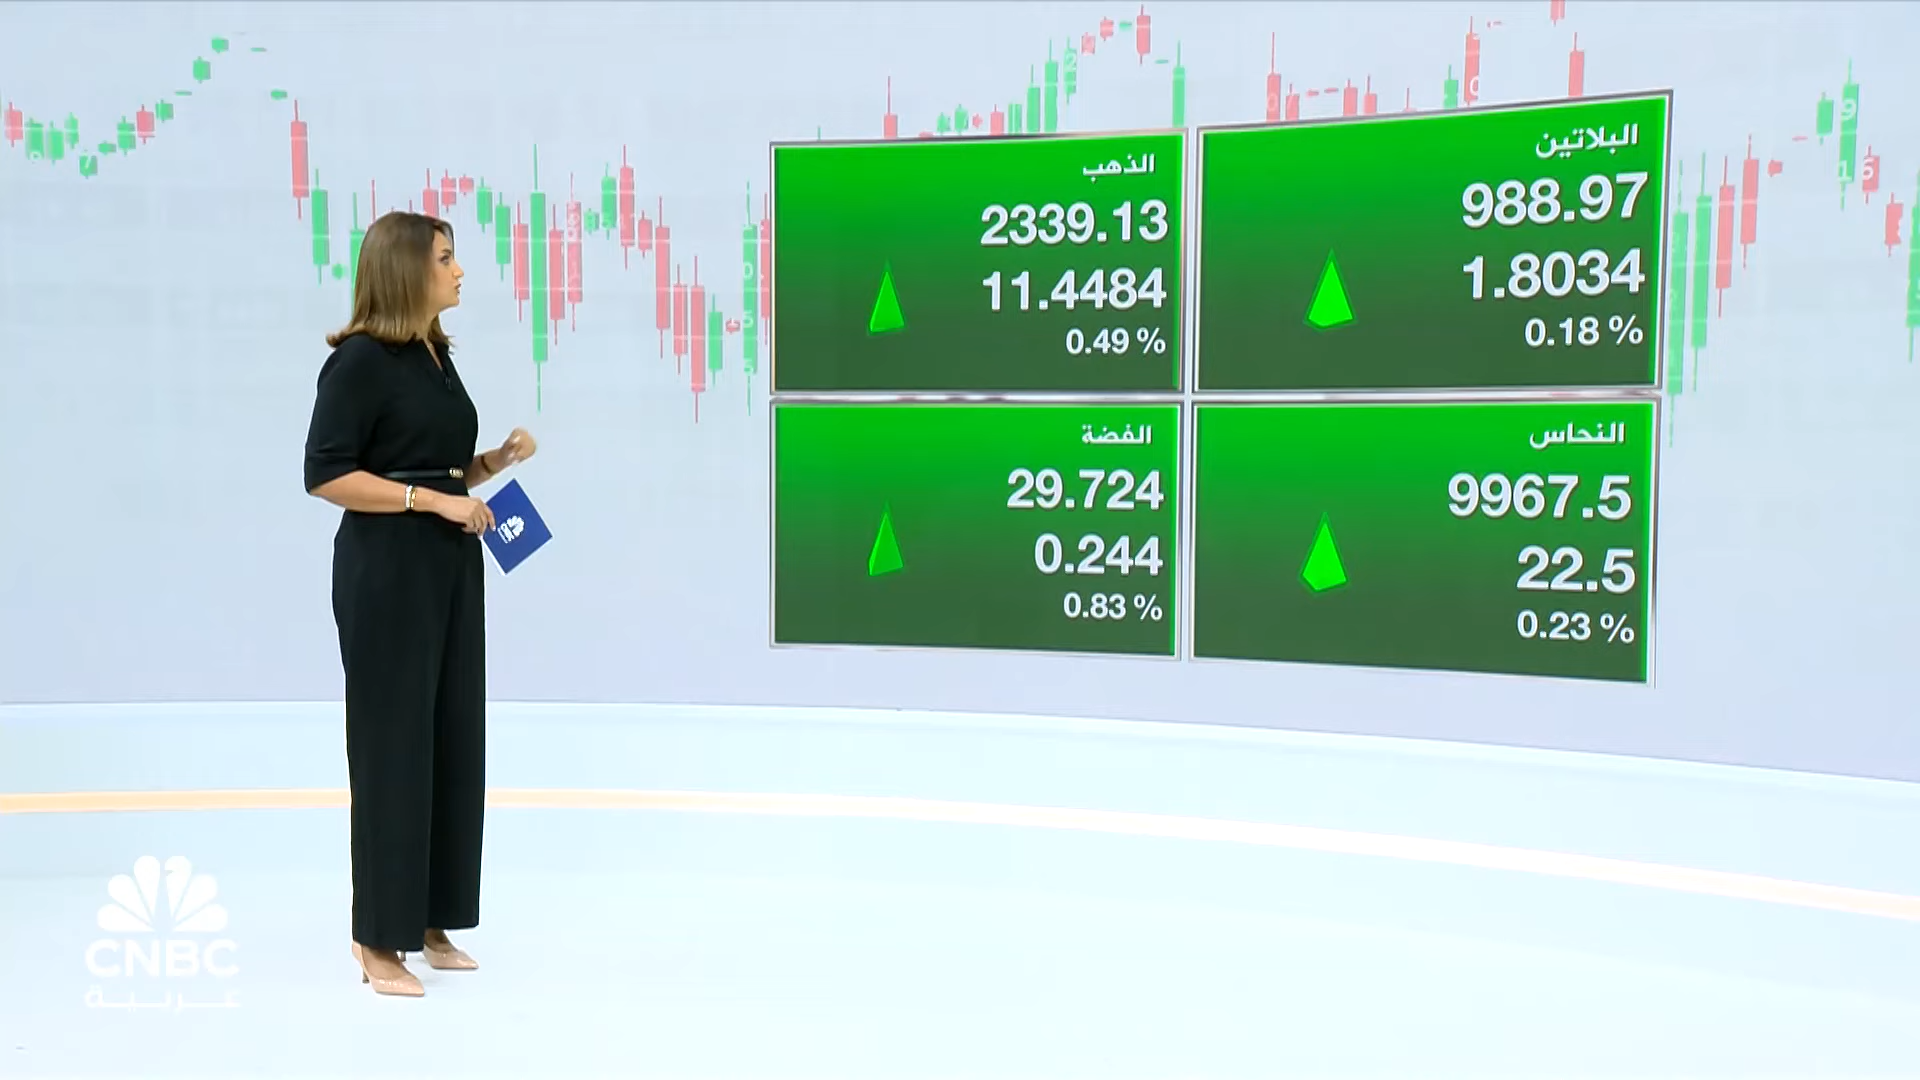 الذهب
2339.13
11.4484
0.49 %
البلاتين
988.97
1.8034
0.18 %
الفضة
29.724
0.244
0.83 %
النحاس
9967.5
22.5
0.23 %
CNBC
عربية